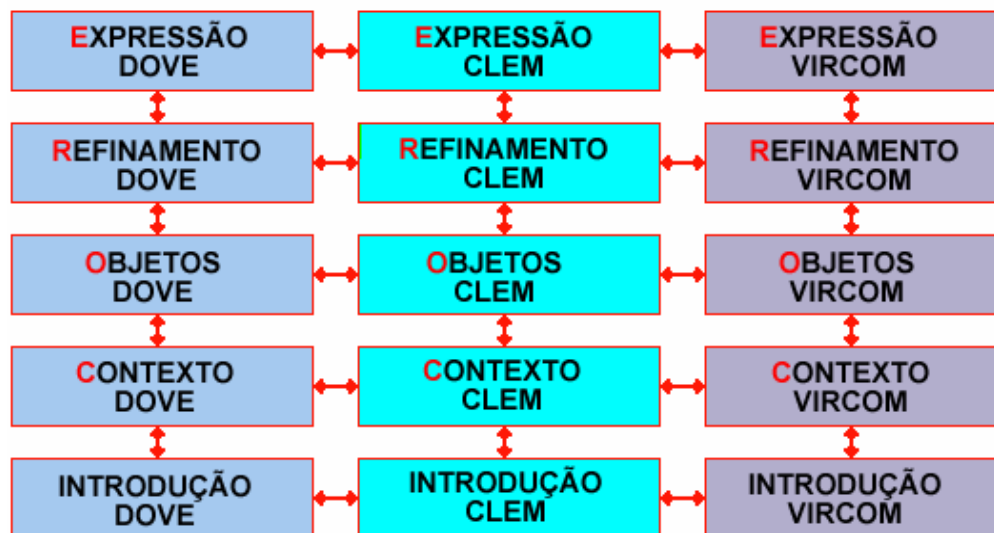 EXPRESSÃO
DOVE
EXPRESSÃO
CLEM
EXPRESSÃO
VIRCOM
REFINAMENTO
DOVE
REFINAMENTO
CLEM
REFINAMENTO
VIRCOM
OBJETOS
DOVE
OBJETOS
CLEM
OBJETOS
VIRCOM
CONTEXTO
DOVE
CONTEXTO
CLEM
CONTEXTO
VIRCOM
INTRODUÇÃO
DOVE
INTRODUÇÃO
CLEM
INTRODUÇÃO
VIRCOM